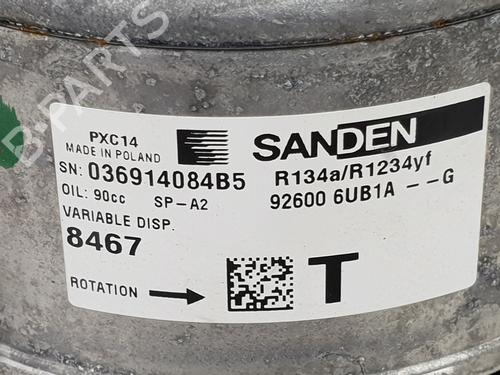 PXC14
MADE IN POLAND
SANDEN
SN: 036914084B5
R134a/R1234yf
OIL: 90cc SP-A2
92600 6UB1A --G
VARIABLE DISP.
8467
ROTATION
T
B-PARTS